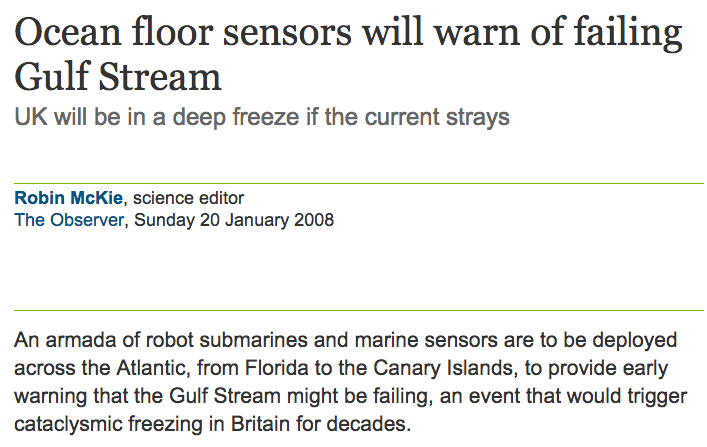 Ocean floor sensors will warn of failing
Gulf Stream
UK will be in a deep freeze if the current strays
Robin McKie, science editor
The Observer, Sunday 20 January 2008
An armada of robot submarines and marine sensors are to be deployed
across the Atlantic, from Florida to the Canary Islands, to provide early
warning that the Gulf Stream might be failing, an event that would trigger
cataclysmic freezing in Britain for decades.